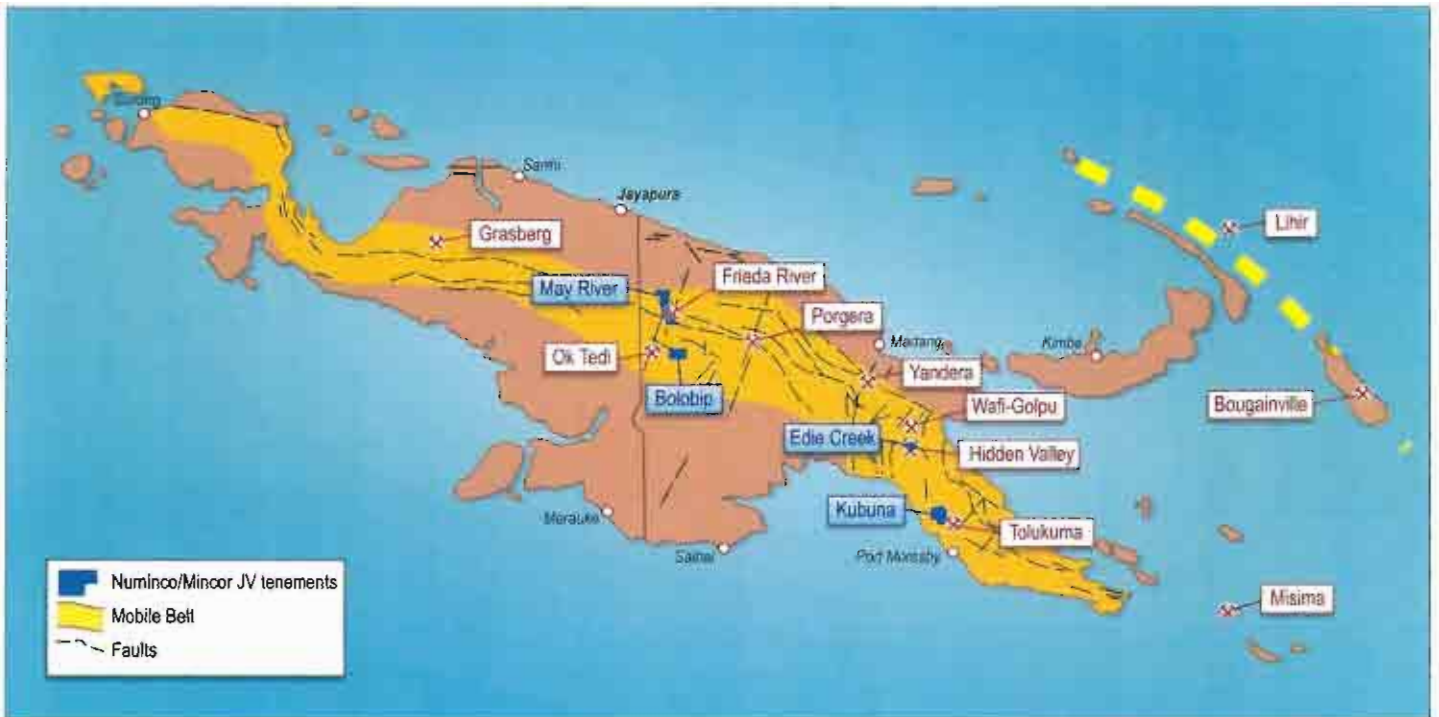 Sorong
Sarmi
Jayapura
Lihir
Grasberg
Frieda River
May River
Porgera
Madang
Kimbe
Ok Tedi
Yandera
Bolobip
Wafi-Golpu
Bougainville
Edie Creek
Hidden Valley
Kubuna
Merauke
Tolukuma
Port Moresby
Numinco/Mincor JV tenements
Mobile Belt
Faults
Misima